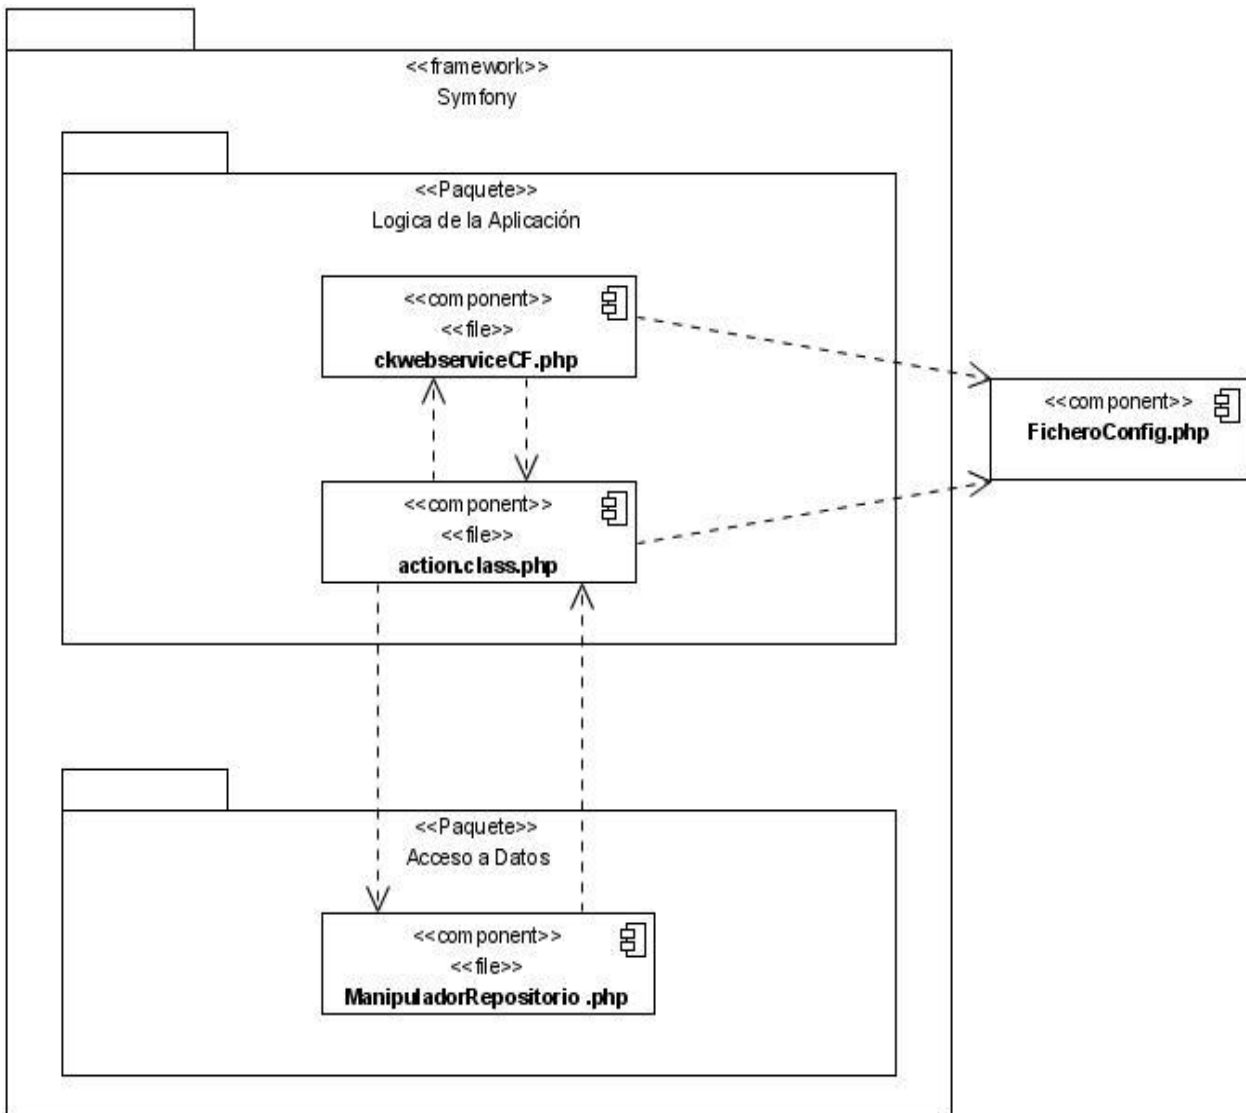 <<framework>>
Symfony
<<Paquete>>
Logica de la Aplicación
<<component>>
<<file>>
ckwebserviceCF.php
<<component>>
FicheroConfig.php
<<component>>
<<file>>
action.class.php
<<Paquete>>
Acceso a Datos
<<component>>
<<file>>
ManipuladorRepositorio .php